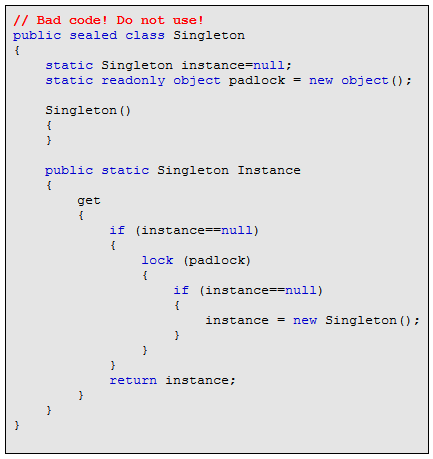 // Bad code! Do not use!
public sealed class Singleton
{
    static Singleton instance=null;
    static readonly object padlock = new object();

    Singleton()
    {
    }

    public static Singleton Instance
    {
        get
        {
            if (instance==null)
            {
                lock (padlock)
                {
                    if (instance==null)
                    {
                        instance = new Singleton();
                    }
                }
            }
            return instance;
        }
    }
}